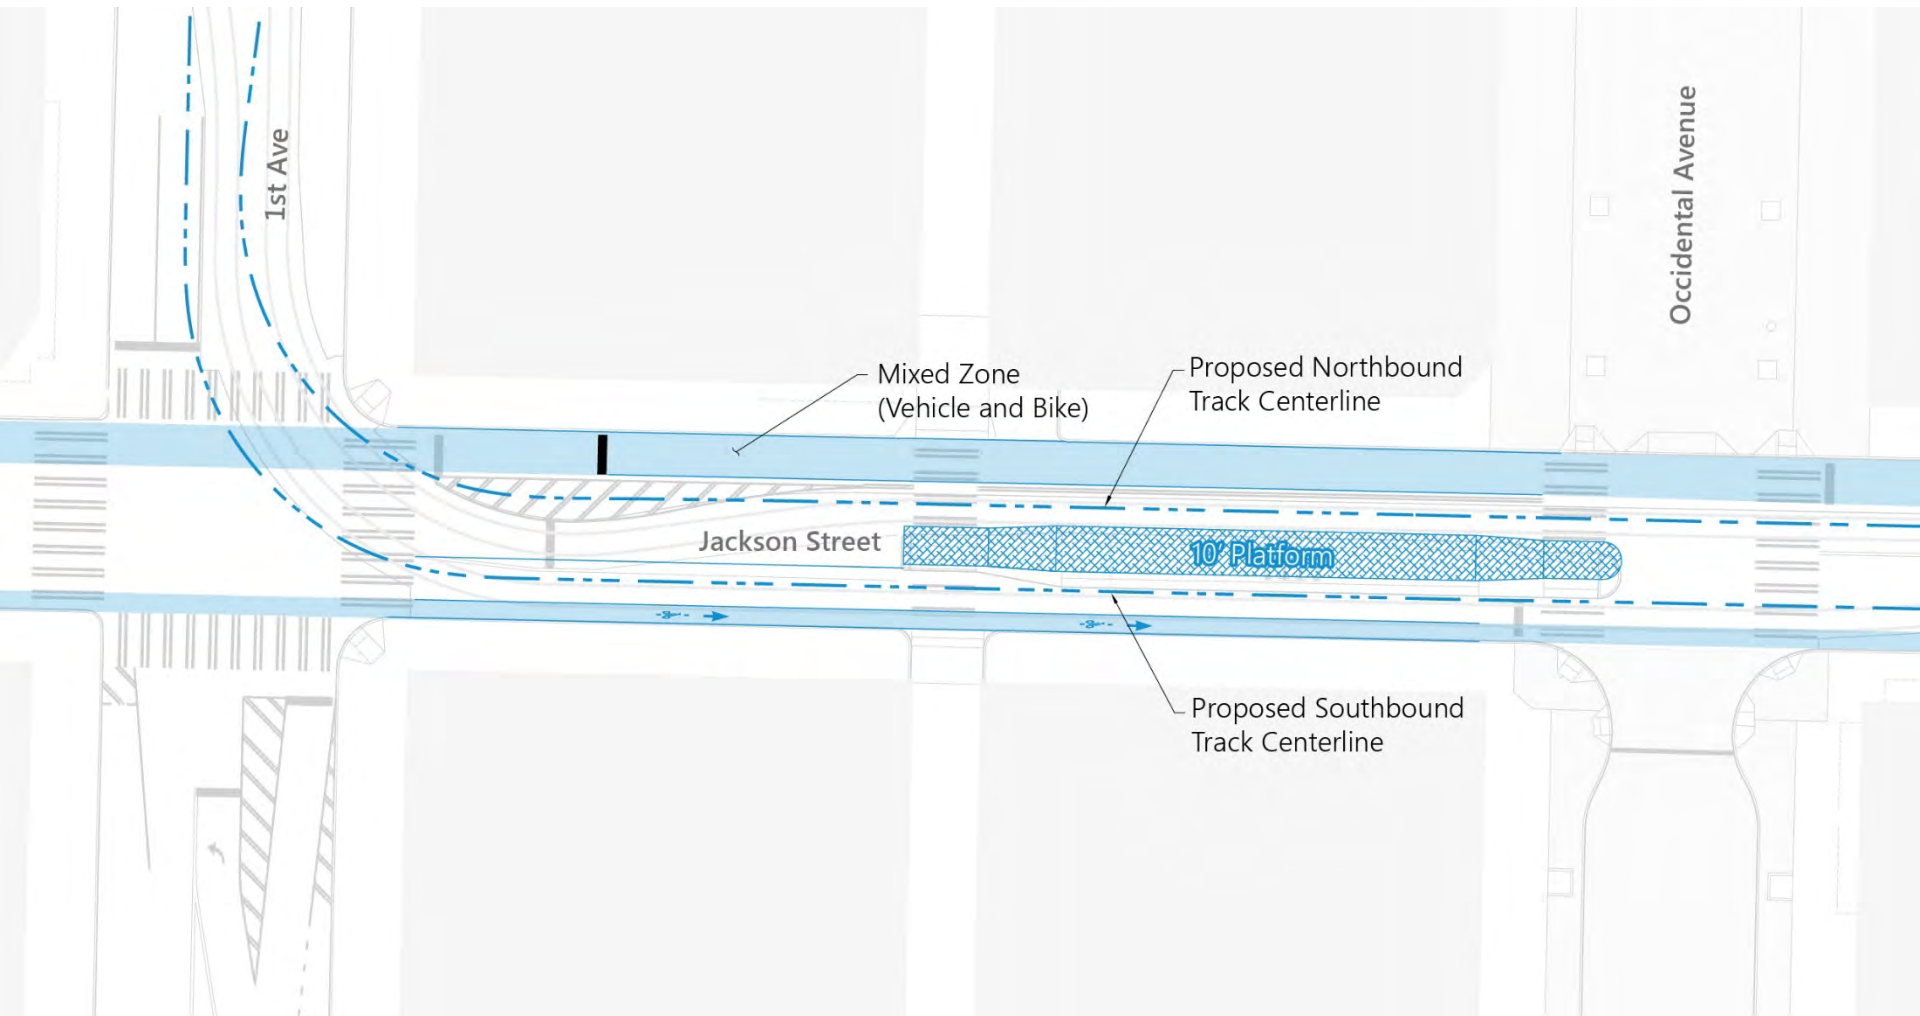 1st Ave
Occidental Avenue
Mixed Zone
(Vehicle and Bike)
Proposed Northbound
Track Centerline
Jackson Street
10' Platform
Proposed Southbound
Track Centerline